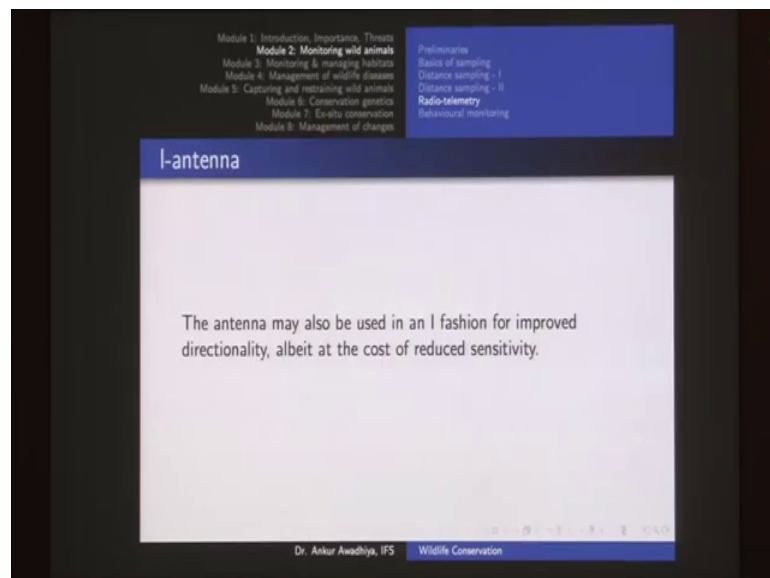 Module 1: Introduction, Importance, Threats
Module 2: Monitoring wild animals
Module 3: Monitoring & managing habitats
Module 4: Management of wildlife diseases
Module 5: Capturing and restraining wild animals
Module 6: Conservation genetics
Module 7: Ex-situ conservation
Module 8: Management of changes
Preliminaries
Basics of sampling
Distance sampling - I
Distance sampling - II
Radio-telemetry
Behavioural monitoring
I-antenna
The antenna may also be used in an I fashion for improved
directionality, albeit at the cost of reduced sensitivity.
Dr. Ankur Awadhiya, IFS
Wildlife Conservation